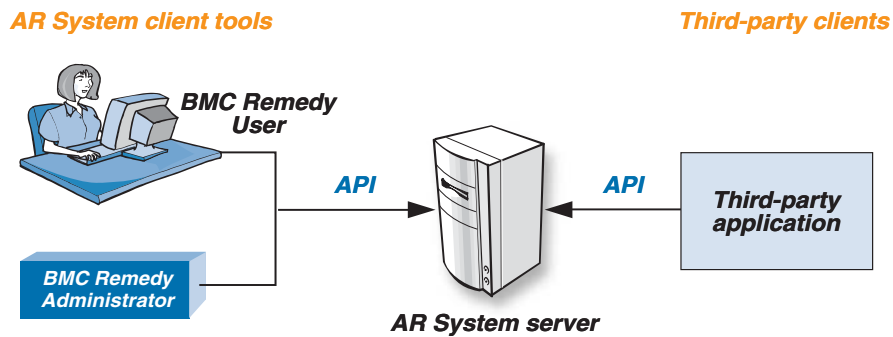 AR System client tools
Third-party clients
BMC Remedy
User
API
API
Third-party
application
BMC Remedy
Administrator
AR System server